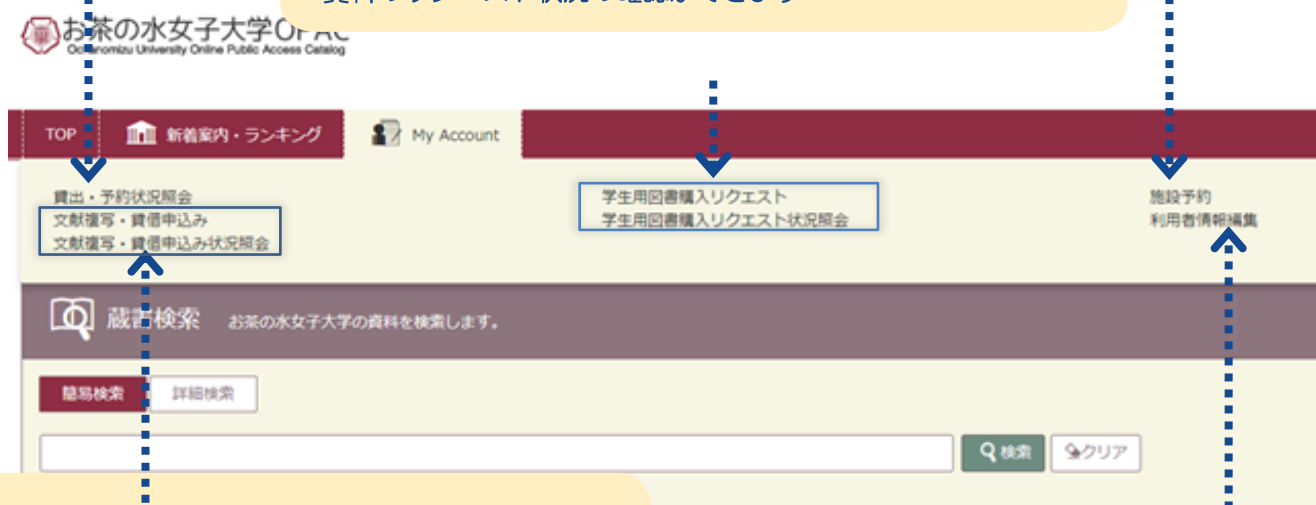 お茶の水女子大学OPAC
Ochanomizu University Online Public Access Catalog
TOP
新着案内・ランキング
My Account
貸出・予約状況照会
文献複写・貸借申込み
文献複写・貸借申込み状況照会
学生用図書購入リクエスト
学生用図書購入リクエスト状況照会
施設予約
利用者情報編集
蔵書検索
お茶の水女子大学の資料を検索します。
簡易検索
詳細検索
検索
クリア